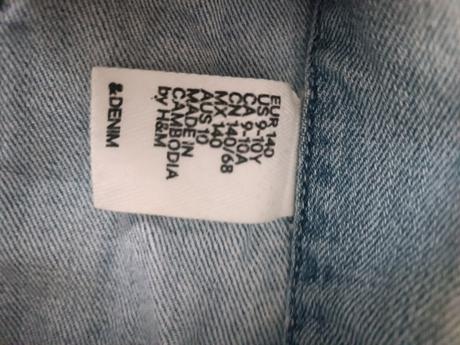 EUR 140
US 9-10Y
CA 9-10A
CN 140/68
MX 140
AUS 10
MADE IN
CAMBODIA
by H&M
&DENIM